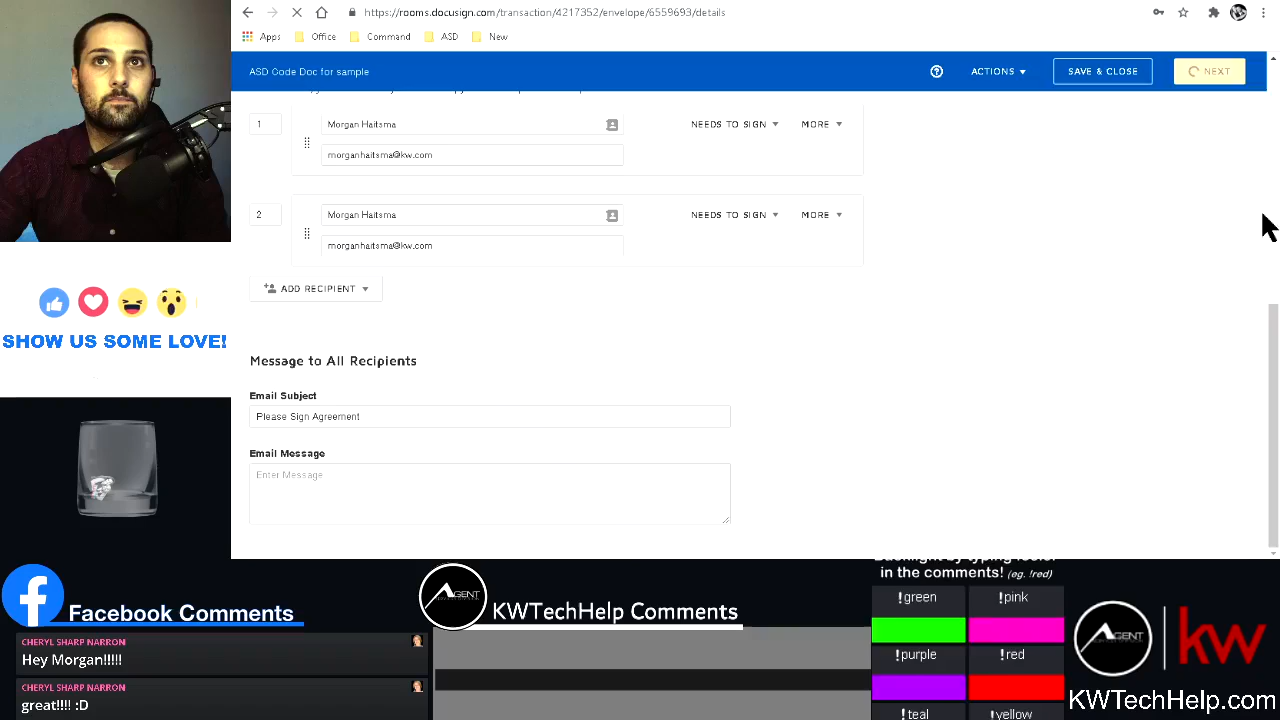 https://rooms.docusign.com/transaction/4217352/envelope/6559693/details
Apps Office Command ASD New
ASD Code Doc for sample
ACTIONS SAVE & CLOSE NEXT
1 Morgan Haitsma NEEDS TO SIGN MORE
morganhaitsma@kw.com
2 Morgan Haitsma NEEDS TO SIGN MORE
morganhaitsma@kw.com
ADD RECIPIENT
Message to All Recipients
Email Subject
Please Sign Agreement
Email Message
Enter Message
SHOW US SOME LOVE!
Facebook Comments
CHERYL SHARP NARRON
Hey Morgan!!!!!
CHERYL SHARP NARRON
great!!!! :D
AGENT
KWTechHelp Comments
in the comments! (eg. !red)
!green !pink
!purple !red
!teal !yellow
AGENT kw
KWTechHelp.com